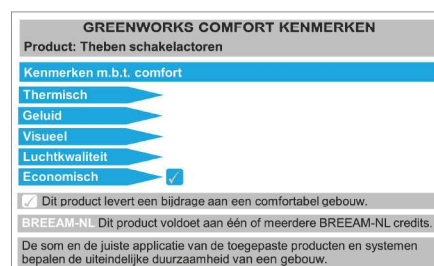 GREENWORKS COMFORT KENMERKEN
Product: Theben schakelactoren
Kenmerken m.b.t. comfort
Thermisch
Geluid
Visueel
Luchtkwaliteit
Economisch
Dit product levert een bijdrage aan een comfortabel gebouw.
BREEAM-NL Dit product voldoet aan één of meerdere BREEAM-NL credits.
De som en de juiste applicatie van de toegepaste producten en systemen
bepalen de uiteindelijke duurzaamheid van een gebouw.